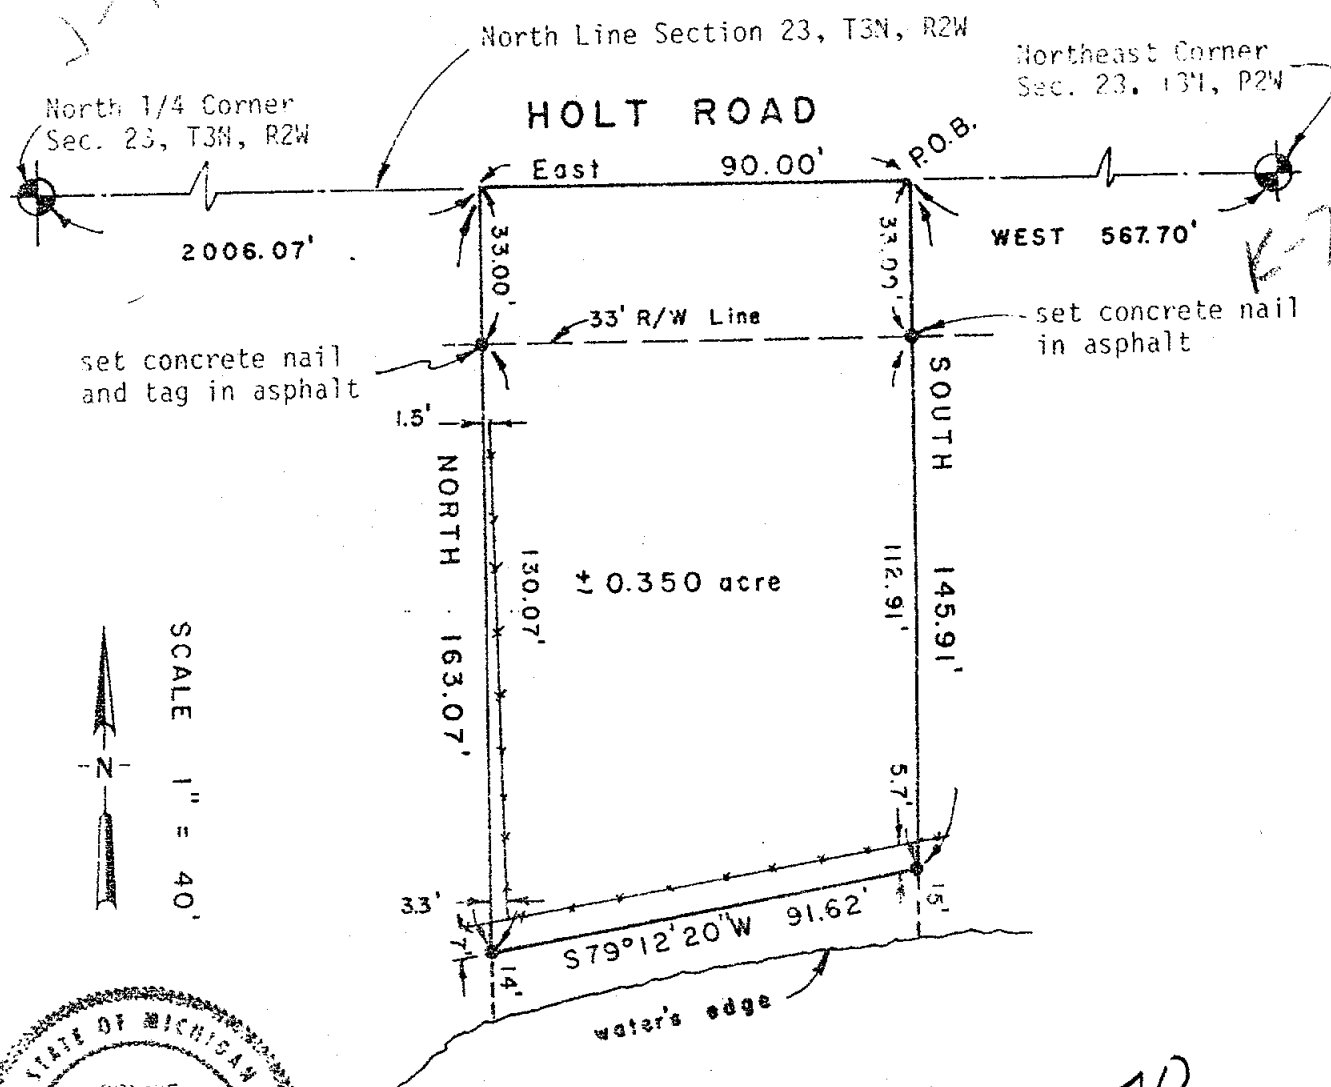 North Line Section 23, T3N, R2W
Northeast Corner
Sec. 23, T3N, R2W
North 1/4 Corner
Sec. 23, T3N, R2W
HOLT ROAD
P.O.B.
East 90.00'
2006.07'
WEST 567.70'
33.00'
33.00'
33' R/W Line
set concrete nail
in asphalt
set concrete nail
and tag in asphalt
1.5'
SOUTH 145.91'
NORTH 163.07'
130.07'
± 0.350 acre
112.91'
SCALE 1" = 40'
N
5.7'
3.3'
7'
15'
14'
S79°12'20"W 91.62'
water's edge
STATE OF MICHIGAN